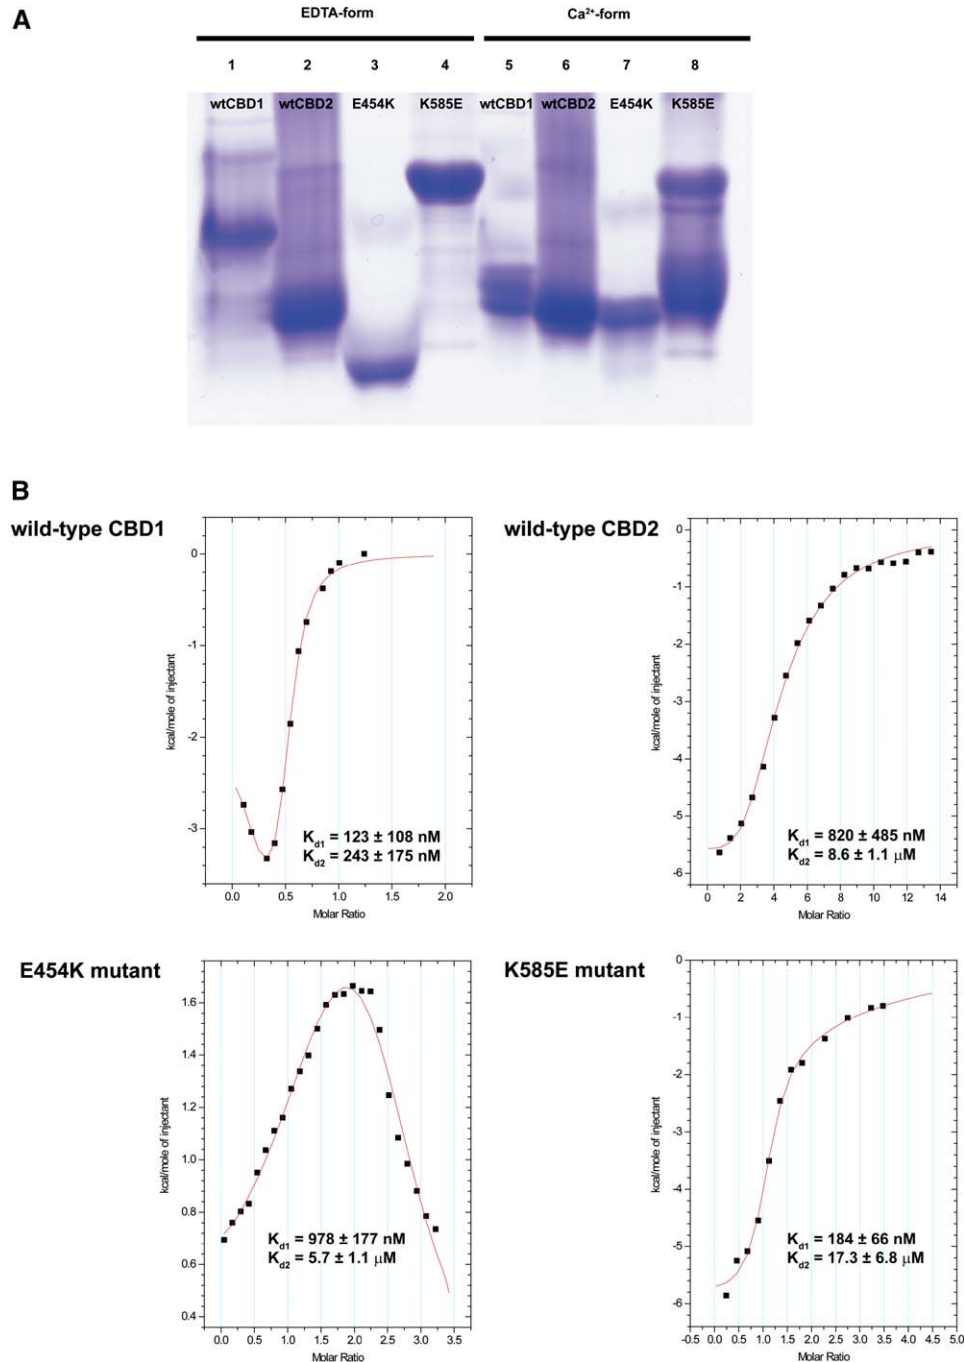 A
EDTA-form Ca²⁺-form
1 2 3 4 5 6 7 8
wtCBD1 wtCBD2 E454K K585E wtCBD1 wtCBD2 E454K K585E
B
wild-type CBD1
0
-1
-2
-3
kcal/mole of injectant
K_d1 = 123 ± 108 nM
K_d2 = 243 ± 175 nM
0.0 0.5 1.0 1.5 2.0
Molar Ratio
wild-type CBD2
0
-1
-2
-3
-4
-5
-6
kcal/mole of injectant
K_d1 = 820 ± 485 nM
K_d2 = 8.6 ± 1.1 μM
0 2 4 6 8 10 12 14
Molar Ratio
E454K mutant
1.6
1.4
1.2
1.0
0.8
0.6
0.4
kcal/mole of injectant
K_d1 = 978 ± 177 nM
K_d2 = 5.7 ± 1.1 μM
0.0 0.5 1.0 1.5 2.0 2.5 3.0 3.5
Molar Ratio
K585E mutant
0
-1
-2
-3
-4
-5
-6
kcal/mole of injectant
K_d1 = 184 ± 66 nM
K_d2 = 17.3 ± 6.8 μM
-0.5 0.0 0.5 1.0 1.5 2.0 2.5 3.0 3.5 4.0 4.5 5.0
Molar Ratio